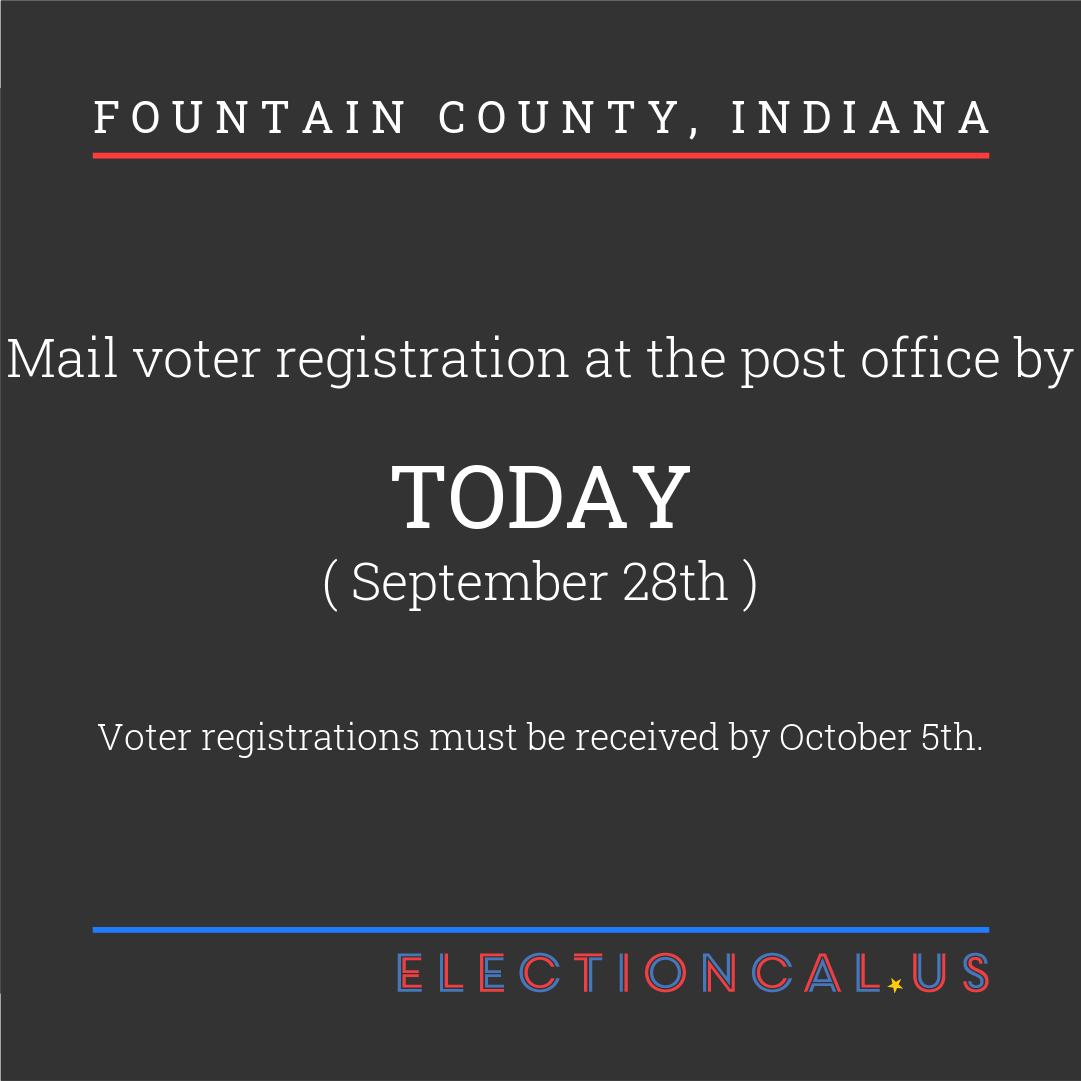 FOUNTAIN COUNTY, INDIANA
Mail voter registration at the post office by
TODAY
( September 28th )
Voter registrations must be received by October 5th.
ELECTIONCAL.US